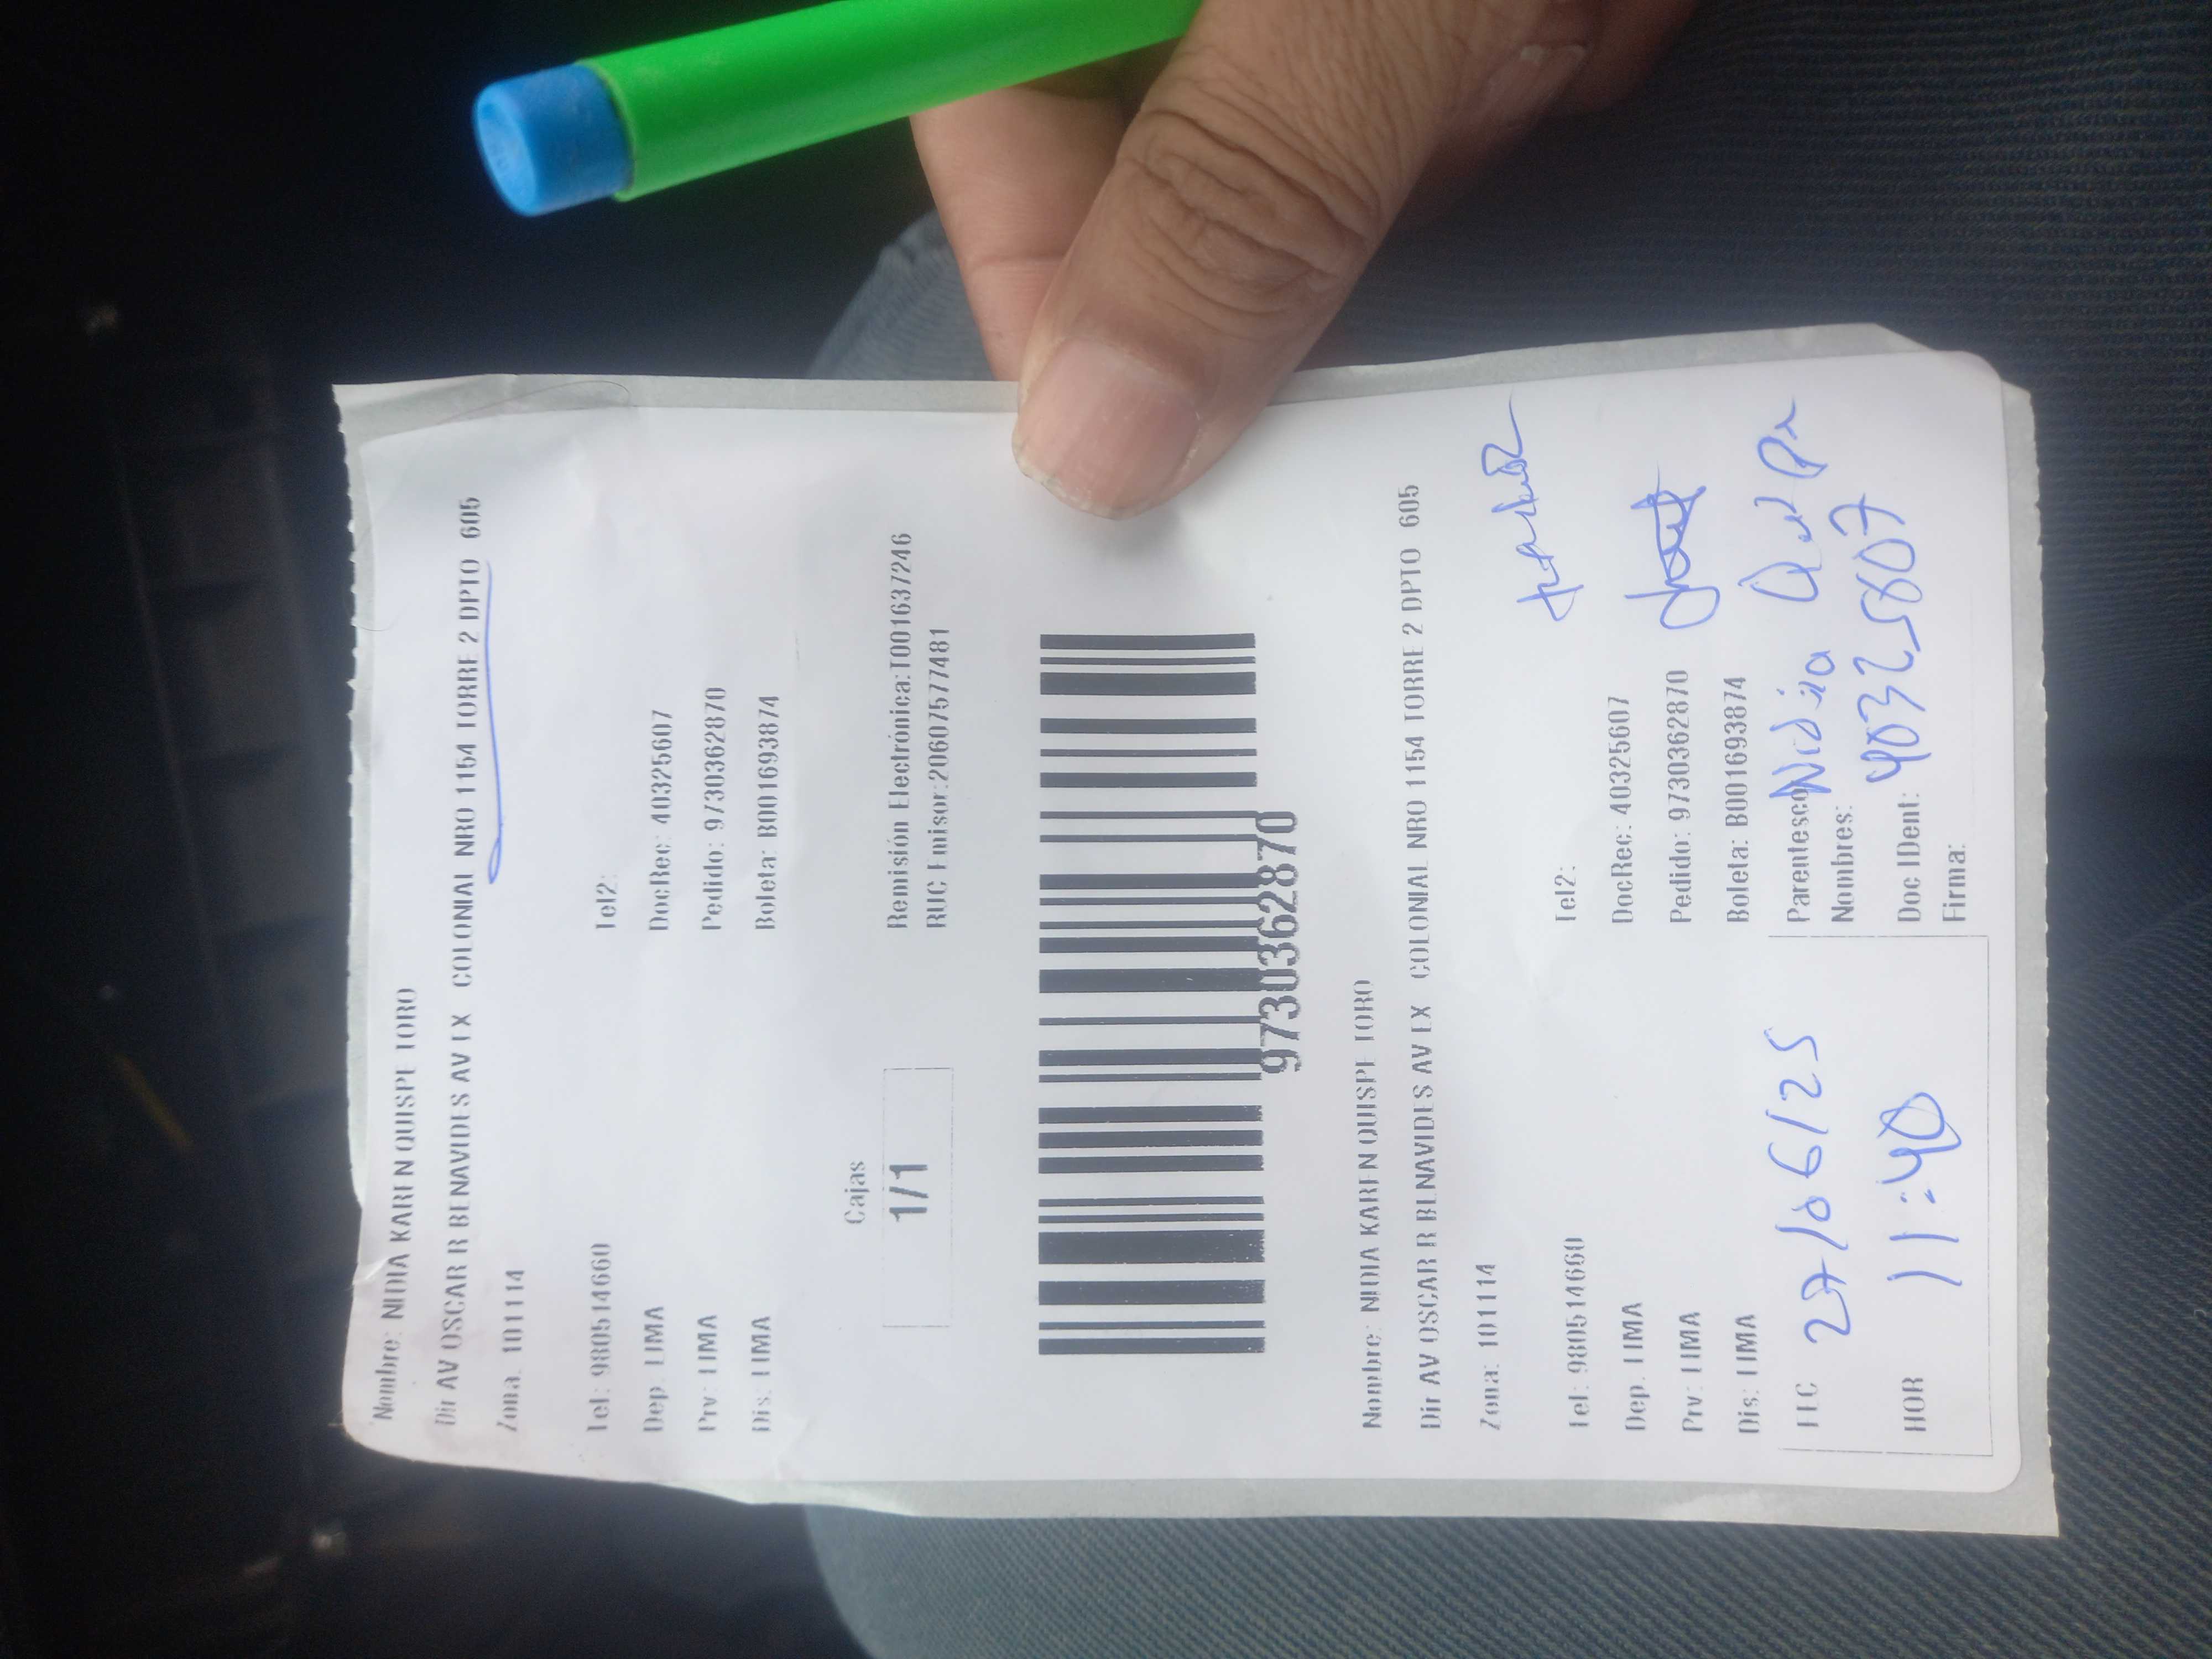 Nombre: NIDIA KAREN QUISPE TORO
Dir AV OSCAR R BENAVIDES AV EX COLONIAL NRO 1154 TORRE 2 DPTO 605
Zona: 101114
Tel: 980514660 Tel2:
Dep. LIMA DocRec: 40325607
Prv: LIMA Pedido: 97303628 70
Dis. LIMA Boleta: B001693874
Cajas
1/1
Remisión Electrónica:T001637246
RUC Emisor:20607577481
97303628 70
Nombre: NIDIA KAREN QUISPE TORO
Dir AV OSCAR R BENAVIDES AV EX COLONIAL NRO 1154 TORRE 2 DPTO 605
Zona: 101114
Tel: 980514660 Tel2:
Dep. LIMA DocRec: 40325607
Prv: LIMA Pedido: 9730362870
Dis: LIMA Boleta: B001693874
FEC 27/06/25
HOR 11:40
Parentesco
Nombres: Nidia
Doc IDent: 40325607
Firma: